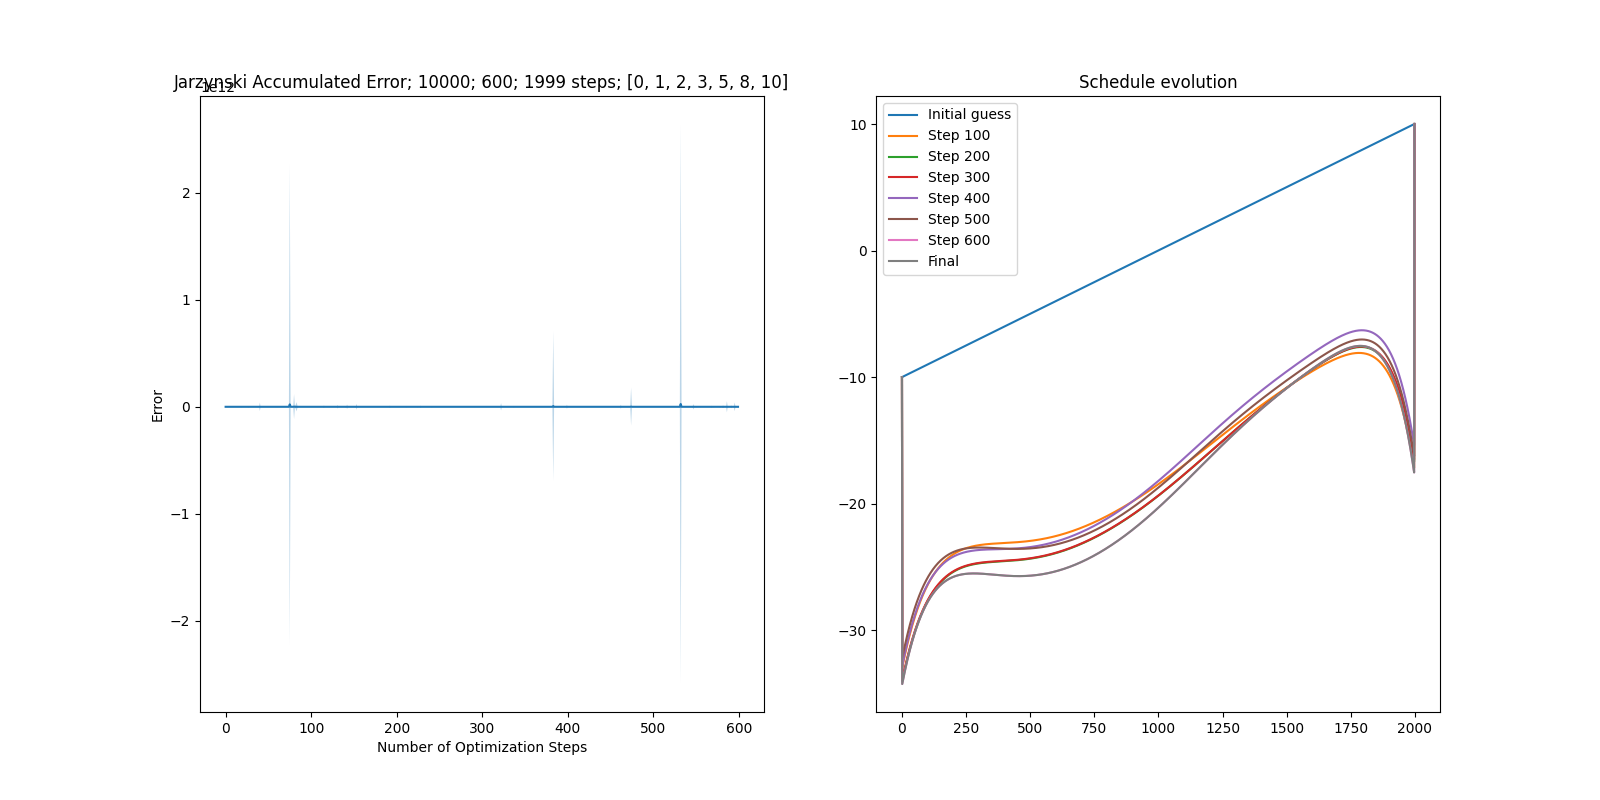 Jarzynski Accumulated Error; 10000; 600; 1999 steps; [0, 1, 2, 3, 5, 8, 10]
1e12
2
1
0
−1
−2
Error
0 100 200 300 400 500 600
Number of Optimization Steps
Schedule evolution
Initial guess
Step 100
Step 200
Step 300
Step 400
Step 500
Step 600
Final
10
0
−10
−20
−30
0 250 500 750 1000 1250 1500 1750 2000